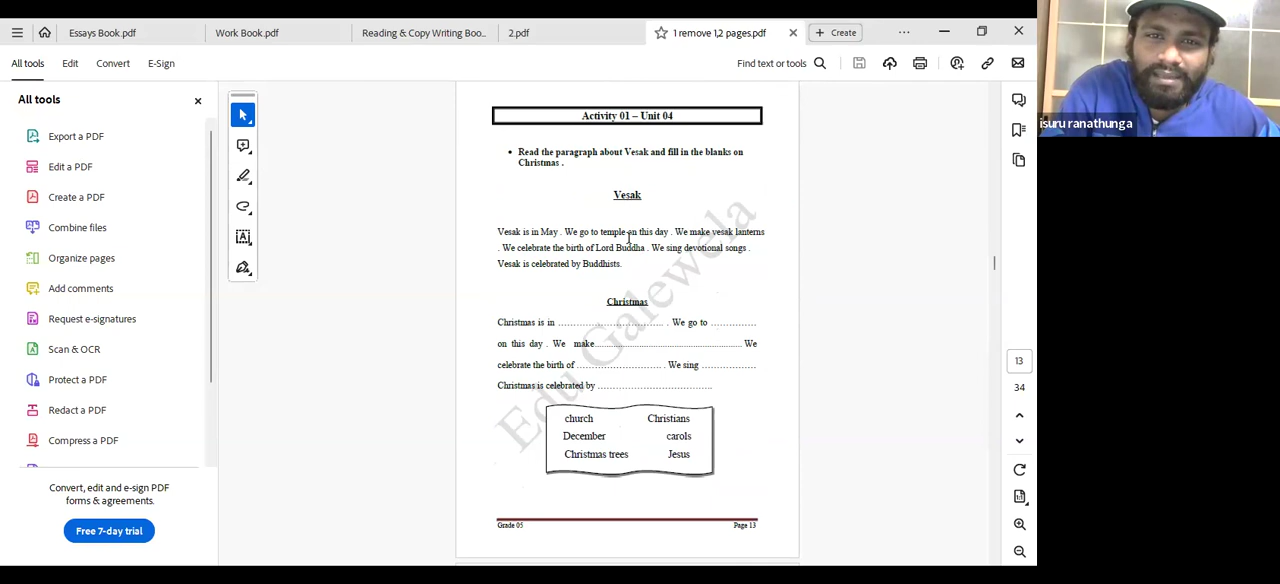 Essays Book.pdf
Work Book.pdf
Reading & Copy Writing Boo...
2.pdf
1 remove 1,2 pages.pdf
Create
All tools
Edit
Convert
E-Sign
Find text or tools
All tools
Export a PDF
Edit a PDF
Create a PDF
Combine files
Organize pages
Add comments
Request e-signatures
Scan & OCR
Protect a PDF
Redact a PDF
Compress a PDF
Convert, edit and e-sign PDF
forms & agreements.
Free 7-day trial
Activity 01 – Unit 04
• Read the paragraph about Vesak and fill in the blanks on
Christmas .
Vesak
Vesak is in May . We go to temple on this day . We make vesak lanterns
. We celebrate the birth of Lord Buddha . We sing devotional songs .
Vesak is celebrated by Buddhists.
Christmas
Christmas is in ........................................ . We go to ................
on this day . We make....................................................... We
celebrate the birth of ................................ . We sing ...................
Christmas is celebrated by ..........................................
church Christians
December carols
Christmas trees Jesus
Grade 05 Page 13
Edu Galewela
13
34
isuru ranathunga